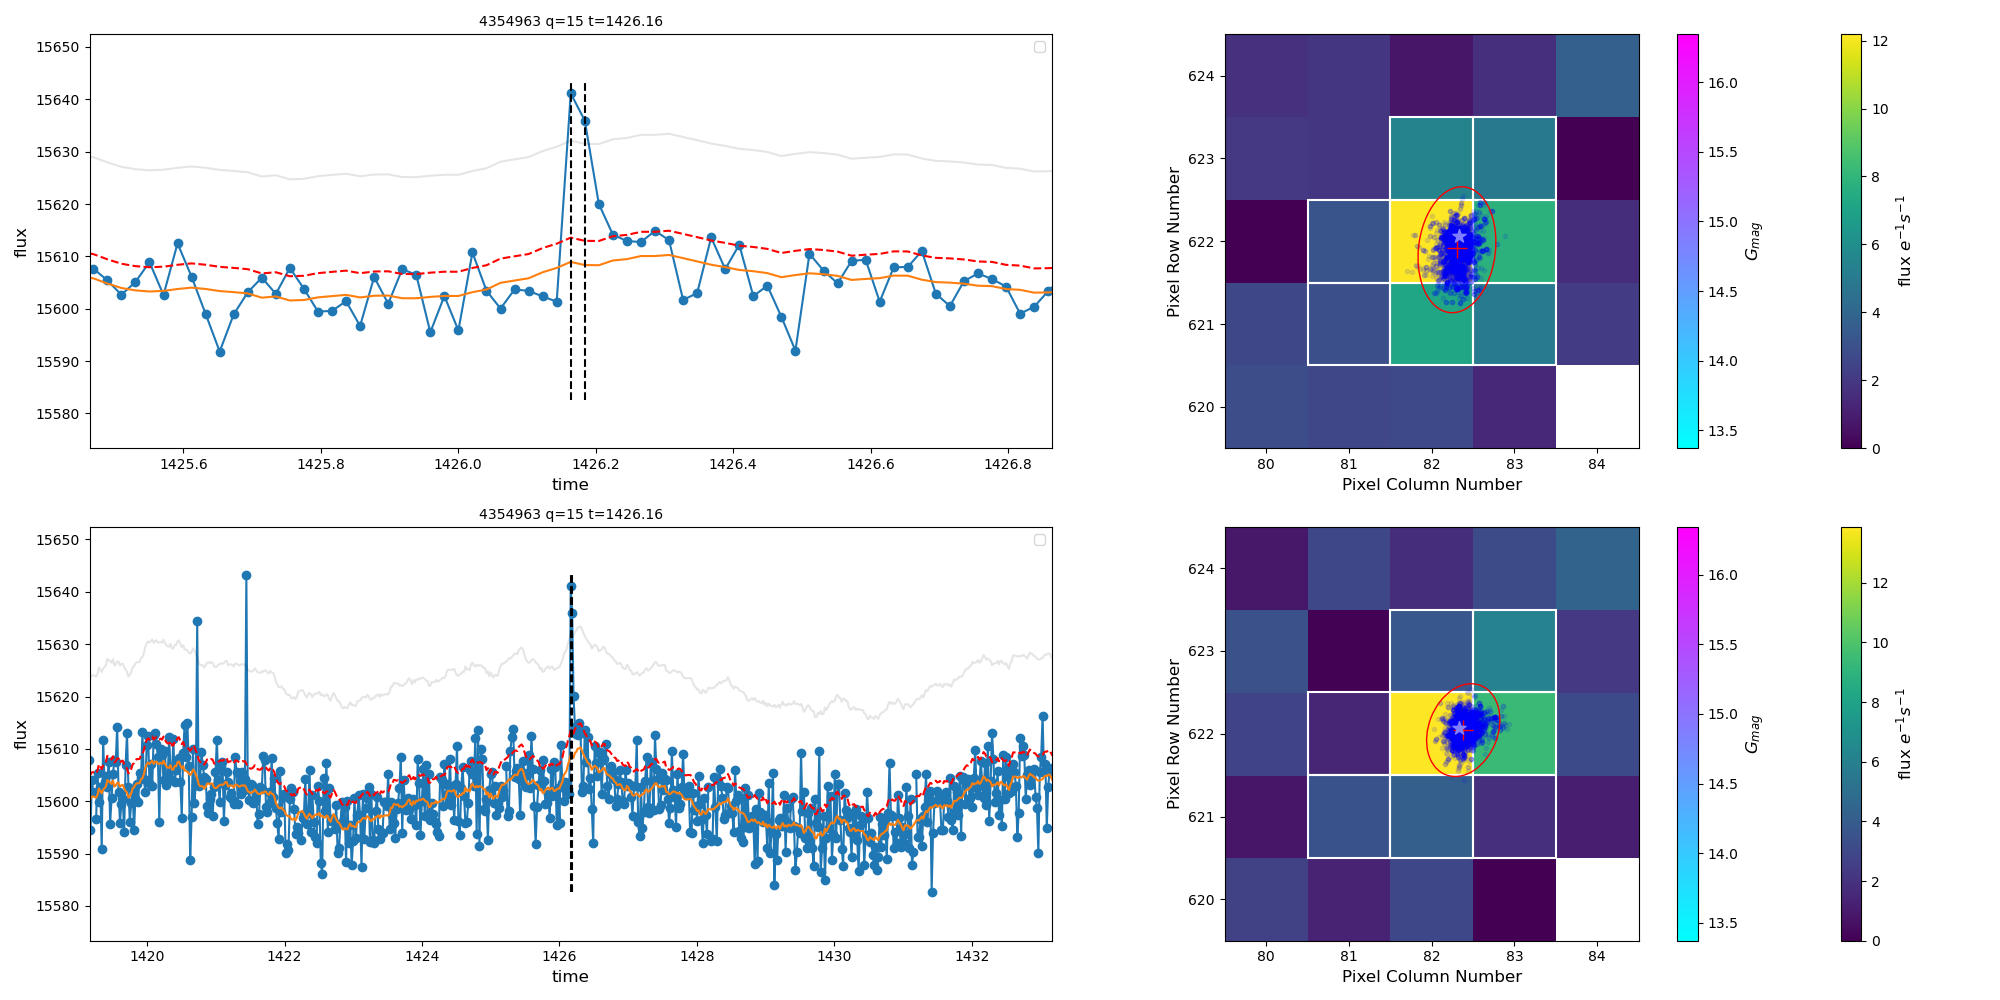 4354963 q=15 t=1426.16
15650
15640
15630
15620
15610
15600
15590
15580
flux
1425.6 1425.8 1426.0 1426.2 1426.4 1426.6 1426.8
time
624
623
622
621
620
Pixel Row Number
80 81 82 83 84
Pixel Column Number
16.0
15.5
15.0
14.5
14.0
13.5
G_mag
12
10
8
6
4
2
0
flux e⁻¹s⁻¹
4354963 q=15 t=1426.16
15650
15640
15630
15620
15610
15600
15590
15580
flux
1420 1422 1424 1426 1428 1430 1432
time
624
623
622
621
620
Pixel Row Number
80 81 82 83 84
Pixel Column Number
16.0
15.5
15.0
14.5
14.0
13.5
G_mag
12
10
8
6
4
2
0
flux e⁻¹s⁻¹